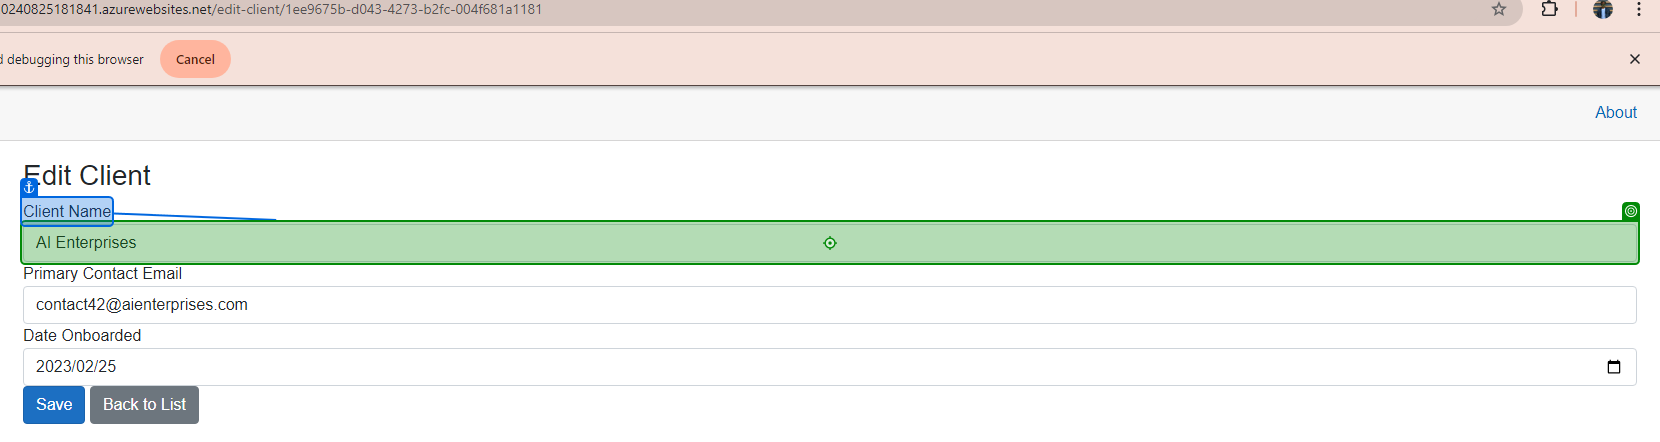 0240825181841.azurewebsites.net/edit-client/1ee9675b-d043-4273-b2fc-004f681a1181
debugging this browser Cancel
About
Edit Client
Client Name
AI Enterprises
Primary Contact Email
contact42@aienterprises.com
Date Onboarded
2023/02/25
Save Back to List